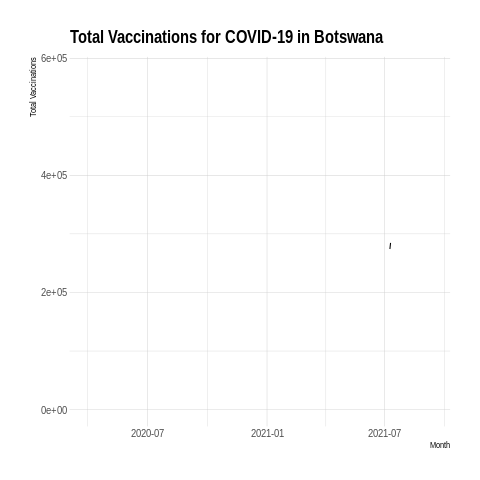 Total Vaccinations for COVID-19 in Botswana
Total Vaccinations
6e+05
4e+05
2e+05
0e+00
2020-07 2021-01 2021-07
Month